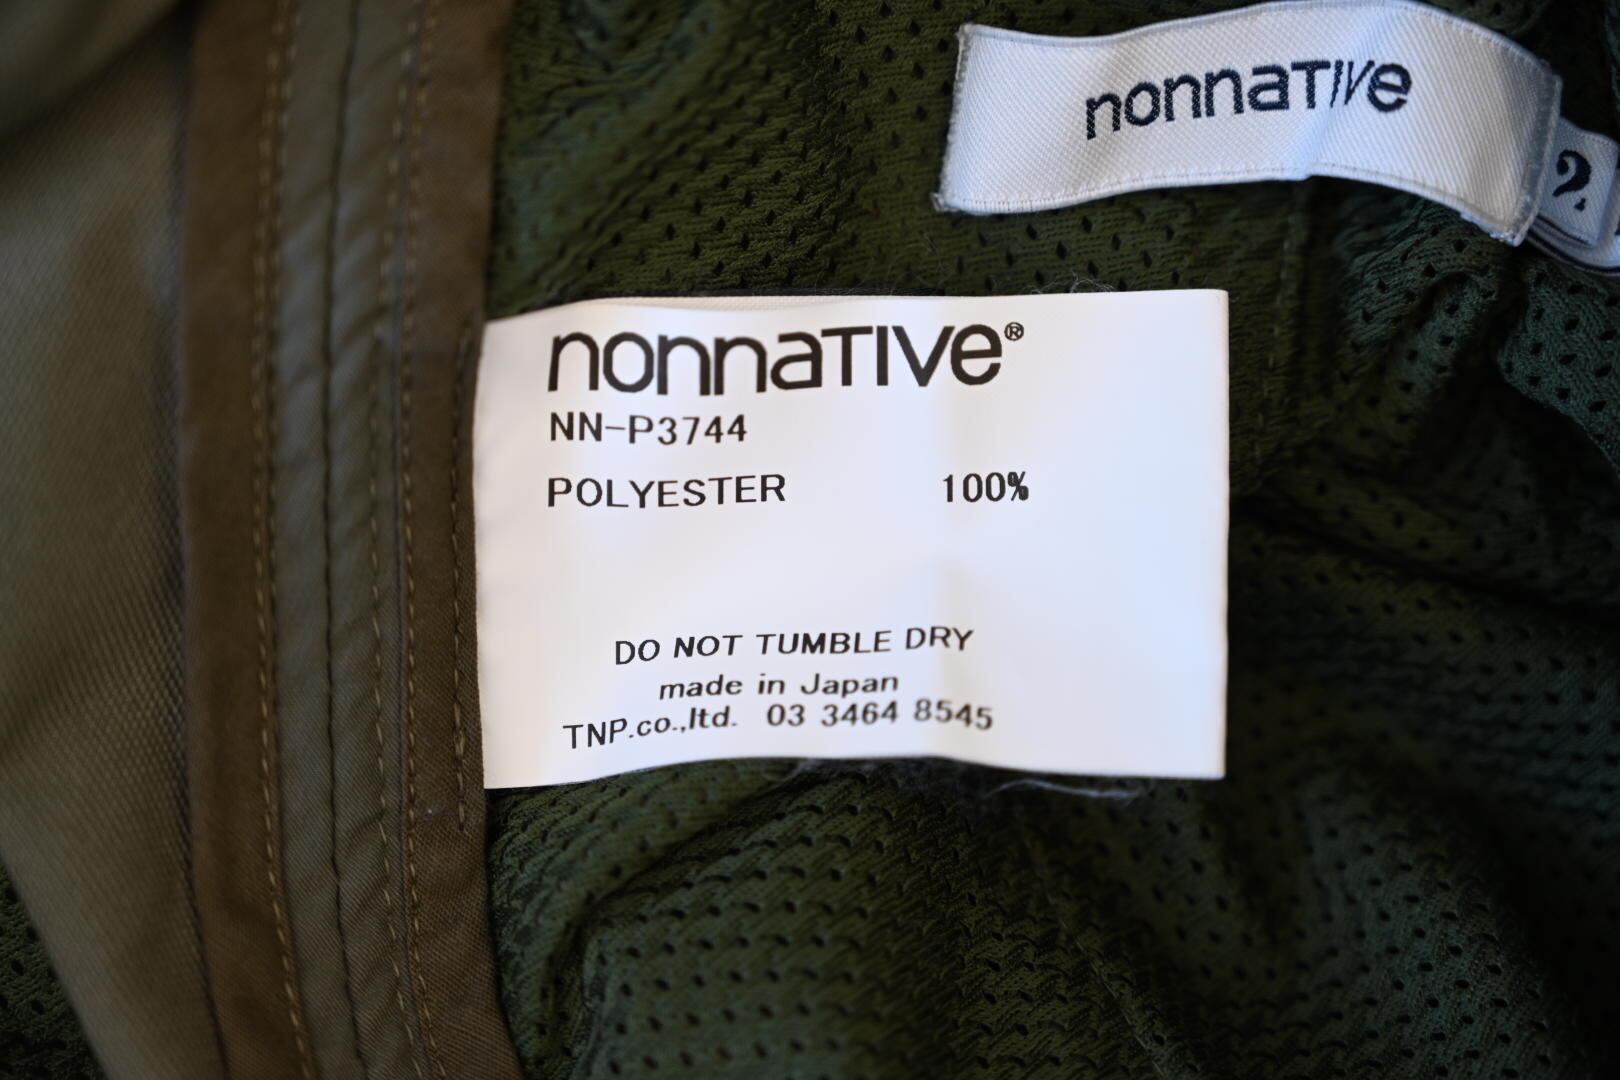 nonnaTIVe
2
nonnaTIVe®
NN-P3744
POLYESTER 100%
DO NOT TUMBLE DRY
made in Japan
TNP.co.,ltd. 03 3464 8545